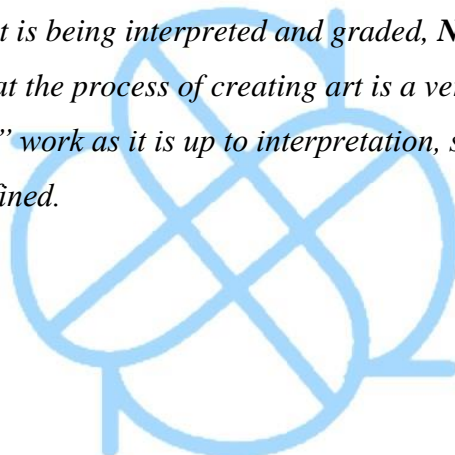 t is being interpreted and graded, N
at the process of creating art is a ve
” work as it is up to interpretation, s
fined.